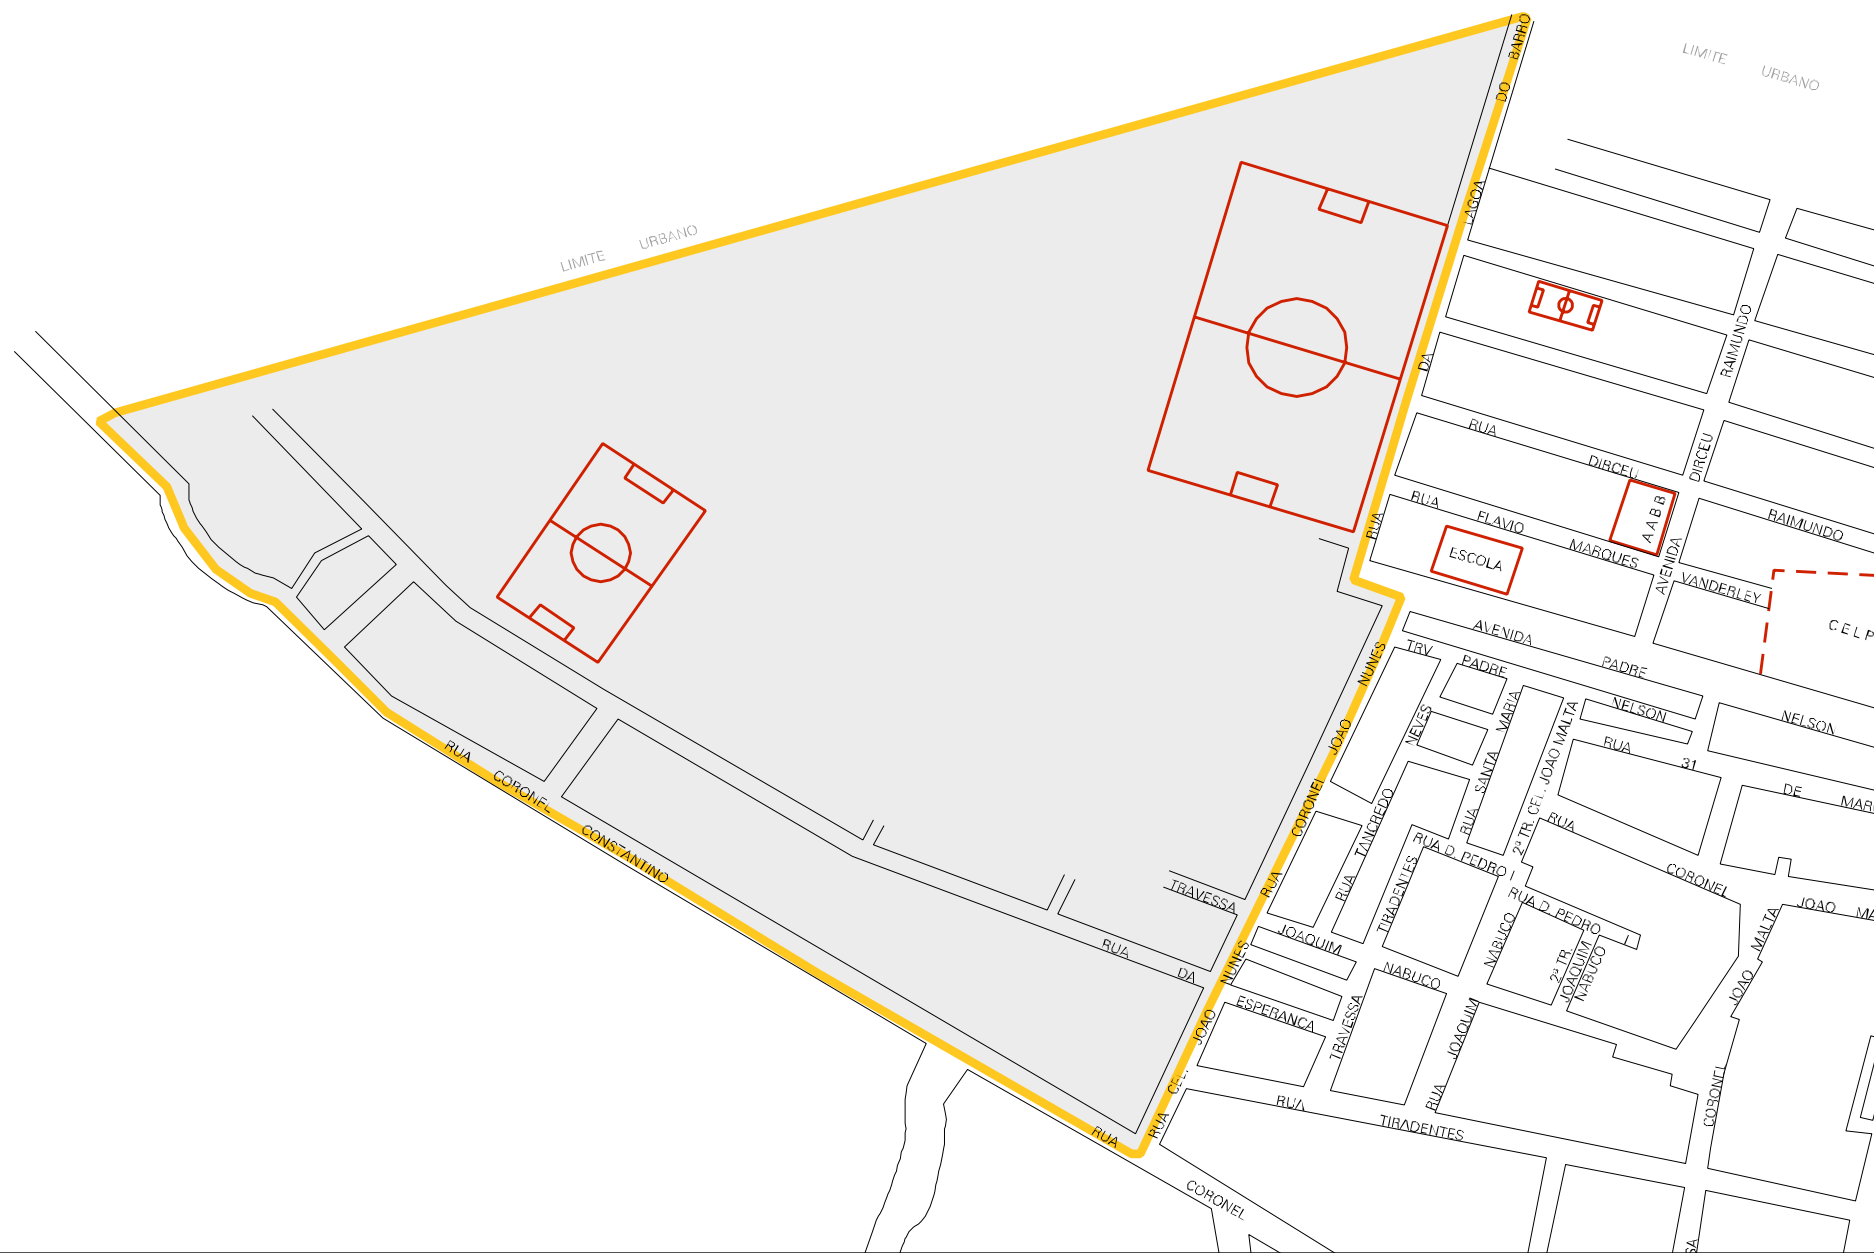 LIMITE URBANO
LIMITE URBANO
RUA DA LAGOA DO BARRO
RAIMUNDO
DIRCEU
AVENIDA
RUA DIRCEU
RAIMUNDO
A A B B
RUA FLAVIO MARQUES
VANDERLEY
ESCOLA
C E L P
AVENIDA PADRE
NELSON
TRV PADRE
NELSON
RUA 31
DE MAR
RUA CORONEL JOAO NUNES
NEVES
RUA TANCREDO
RUA SANTA MARIA
2ª TR. CEL. JOAO MALTA
RUA CORONEL
JOAO MA
RUA D. PEDRO I
RUA D. PEDRO I
TIRADENTES
TRAVESSA
JOAQUIM
NABUCO
NABUCO
2ª TR.
JOAQUIM
NABUCO
RUA DA
ESPERANCA
TRAVESSA
RUA JOAQUIM
CORONEL JOAO MALTA
RUA CEL. JOAO NUNES
RUA TIRADENTES
RUA CORONEL CONSTANTINO
RUA
CORONEL
SA